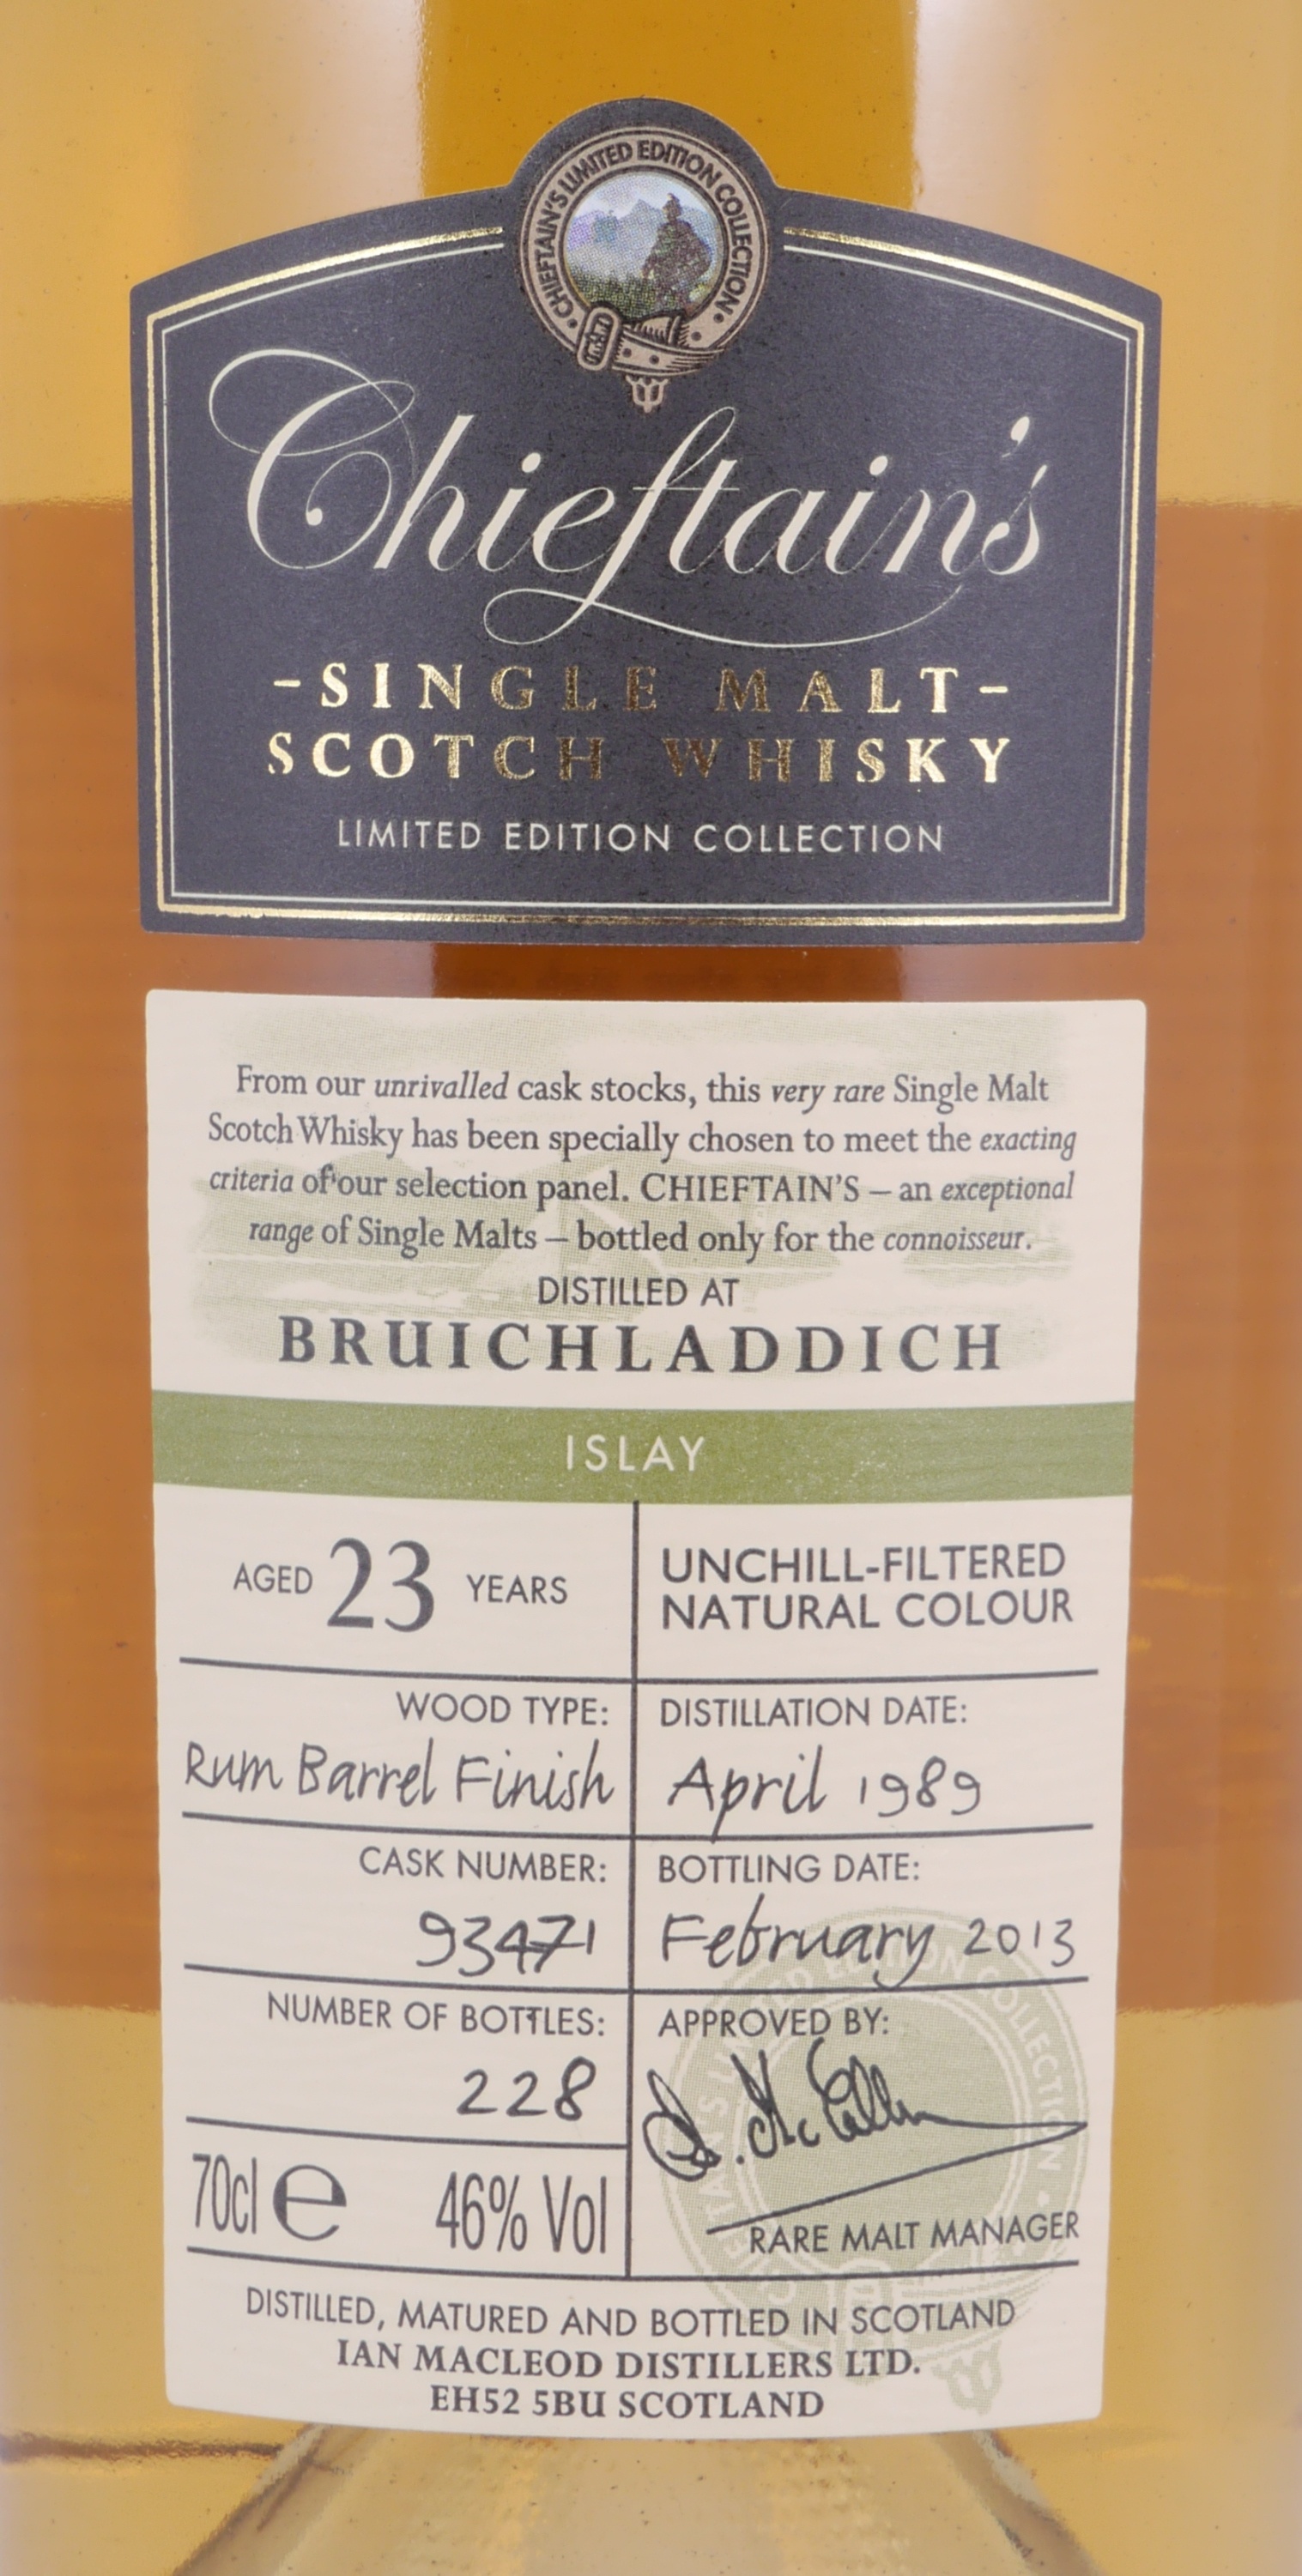 • CHIEFTAIN'S LIMITED EDITION COLLECTION •
Chieftain's
-SINGLE MALT-
SCOTCH WHISKY
LIMITED EDITION COLLECTION
From our unrivalled cask stocks, this very rare Single Malt
Scotch Whisky has been specially chosen to meet the exacting
criteria of our selection panel. CHIEFTAIN'S – an exceptional
range of Single Malts – bottled only for the connoisseur.
DISTILLED AT
BRUICHLADDICH
ISLAY
AGED 23 YEARS
UNCHILL-FILTERED
NATURAL COLOUR
WOOD TYPE:
Rum Barrel Finish
DISTILLATION DATE:
April 1989
CASK NUMBER:
93471
BOTTLING DATE:
February 2013
NUMBER OF BOTTLES:
228
APPROVED BY:
RARE MALT MANAGER
70cl e 46% Vol
DISTILLED, MATURED AND BOTTLED IN SCOTLAND
IAN MACLEOD DISTILLERS LTD.
EH52 5BU SCOTLAND